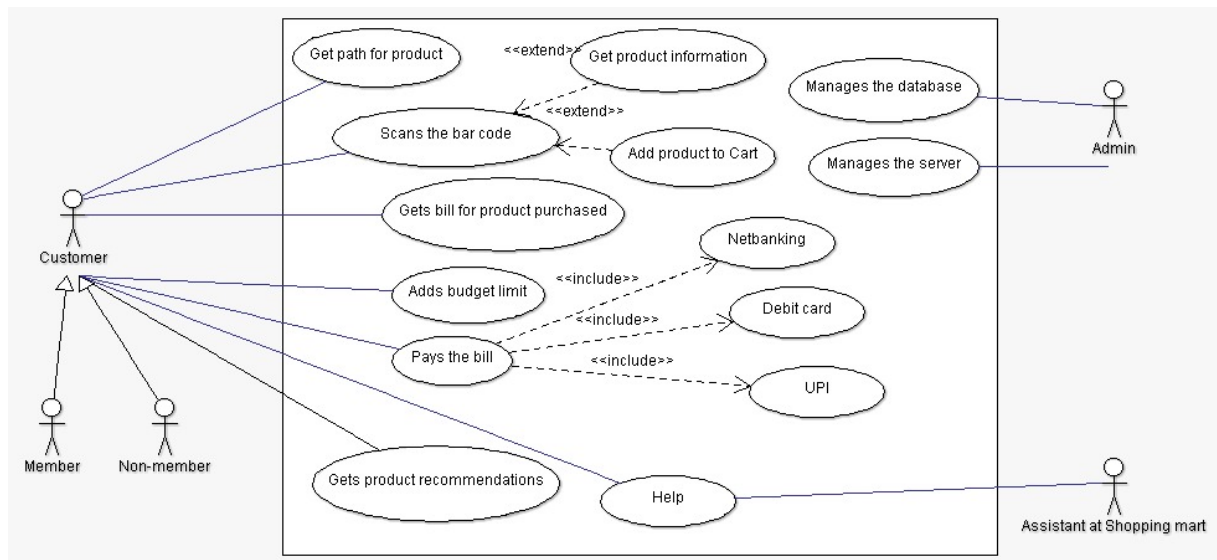 Get path for product
<<extend>>
Get product information
Manages the database
Scans the bar code
<<extend>>
Add product to Cart
Admin
Manages the server
Gets bill for product purchased
Customer
Netbanking
<<include>>
Adds budget limit
Debit card
<<include>>
Pays the bill
<<include>>
UPI
Member
Non-member
Gets product recommendations
Help
Assistant at Shopping mart